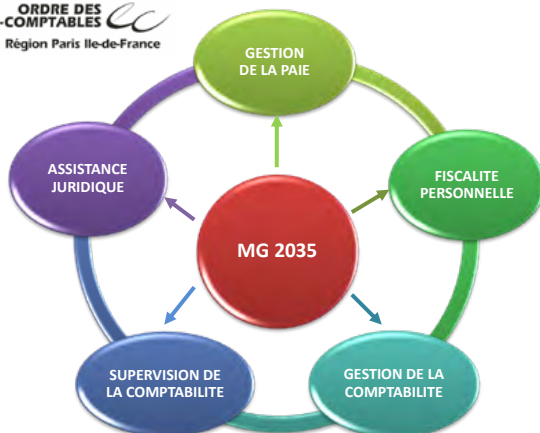 ORDRE DES
-COMPTABLES
Région Paris Ile-de-France
GESTION
DE LA PAIE
ASSISTANCE
JURIDIQUE
FISCALITE
PERSONNELLE
MG 2035
SUPERVISION DE
LA COMPTABILITE
GESTION DE LA
COMPTABILITE